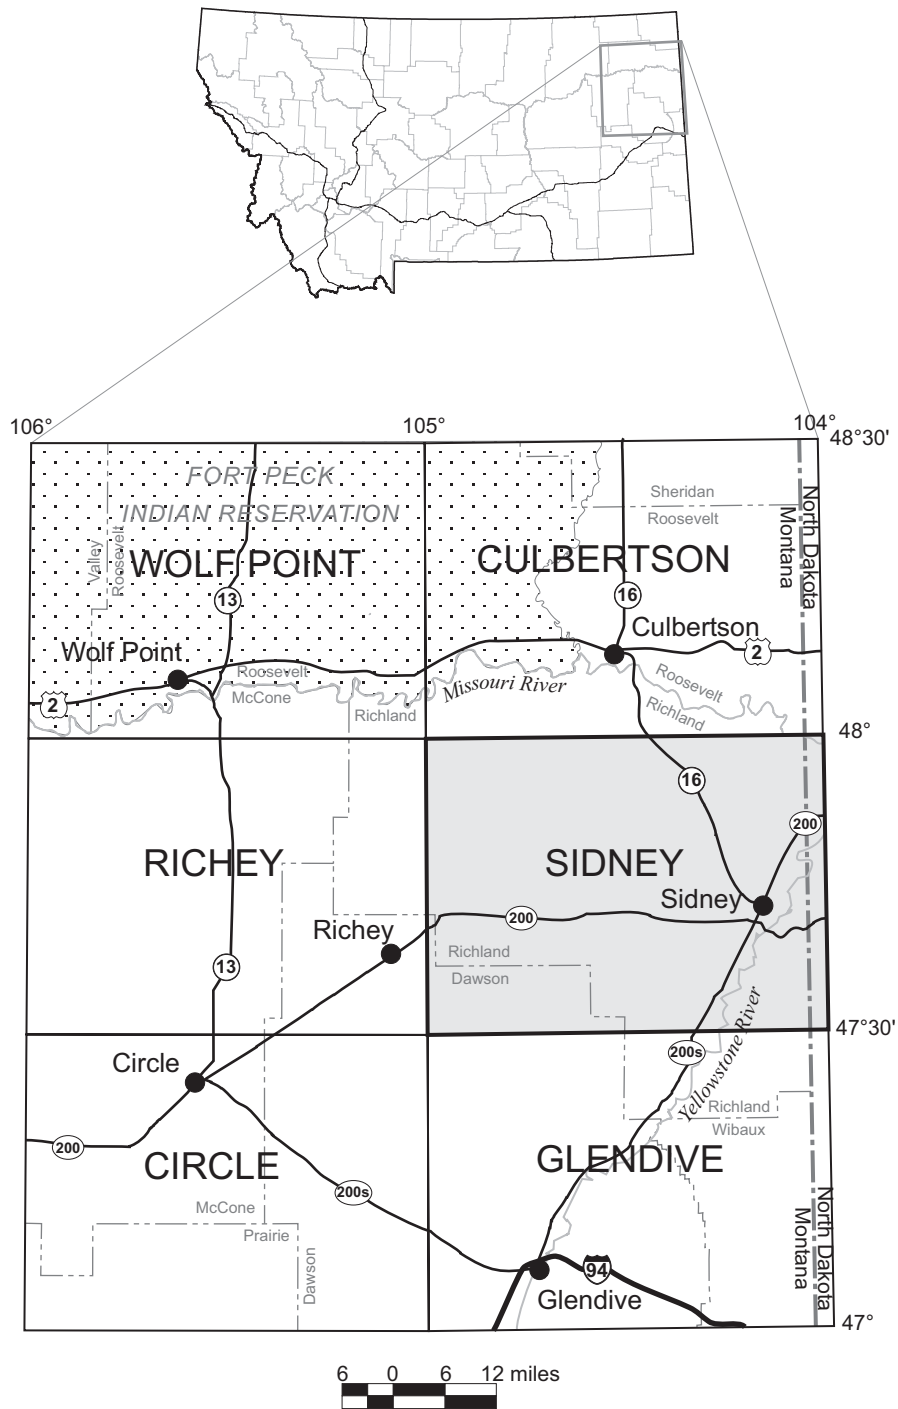 106°
105°
104°
48°30'
FORT PECK
INDIAN RESERVATION
Sheridan
Roosevelt
North Dakota
Montana
Valley
Roosevelt
WOLF POINT
CULBERTSON
13
16
Culbertson
Wolf Point
2
2
Roosevelt
McCone
Missouri River
Roosevelt
Richland
Richland
48°
16
200
RICHEY
SIDNEY
Sidney
Richey
200
Richland
Dawson
13
47°30'
Yellowstone River
200s
Circle
Richland
Wibaux
200
CIRCLE
GLENDIVE
200s
McCone
Prairie
Dawson
North Dakota
Montana
94
Glendive
47°
6 0 6 12 miles